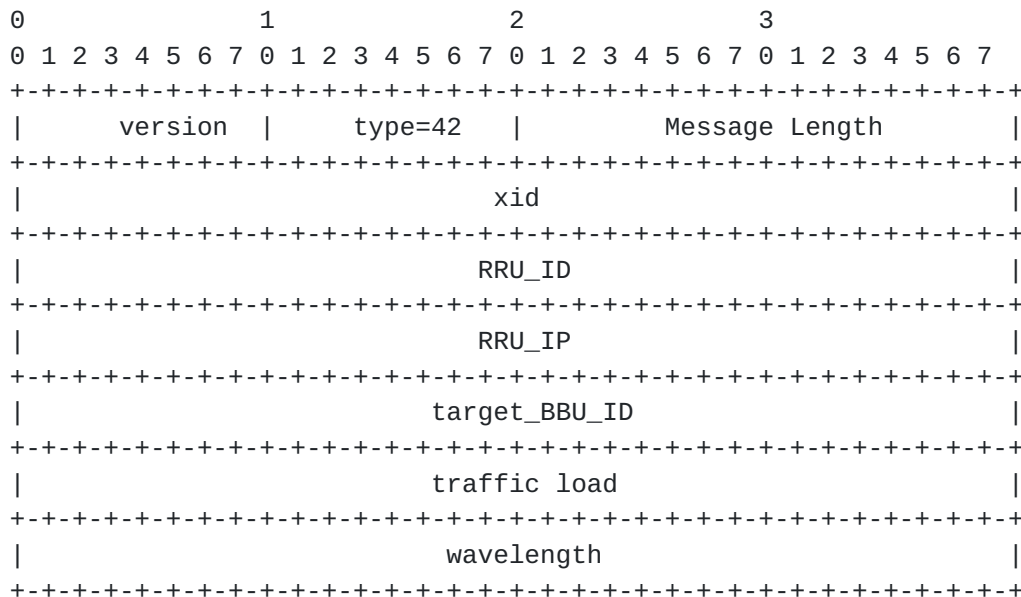 0               1               2               3
0 1 2 3 4 5 6 7 0 1 2 3 4 5 6 7 0 1 2 3 4 5 6 7 0 1 2 3 4 5 6 7
+-+-+-+-+-+-+-+-+-+-+-+-+-+-+-+-+-+-+-+-+-+-+-+-+-+-+-+-+-+-+-+-+
|      version  |     type=42   |         Message Length        |
+-+-+-+-+-+-+-+-+-+-+-+-+-+-+-+-+-+-+-+-+-+-+-+-+-+-+-+-+-+-+-+-+
|                              xid                              |
+-+-+-+-+-+-+-+-+-+-+-+-+-+-+-+-+-+-+-+-+-+-+-+-+-+-+-+-+-+-+-+-+
|                             RRU_ID                            |
+-+-+-+-+-+-+-+-+-+-+-+-+-+-+-+-+-+-+-+-+-+-+-+-+-+-+-+-+-+-+-+-+
|                             RRU_IP                            |
+-+-+-+-+-+-+-+-+-+-+-+-+-+-+-+-+-+-+-+-+-+-+-+-+-+-+-+-+-+-+-+-+
|                          target_BBU_ID                        |
+-+-+-+-+-+-+-+-+-+-+-+-+-+-+-+-+-+-+-+-+-+-+-+-+-+-+-+-+-+-+-+-+
|                          traffic load                         |
+-+-+-+-+-+-+-+-+-+-+-+-+-+-+-+-+-+-+-+-+-+-+-+-+-+-+-+-+-+-+-+-+
|                           wavelength                          |
+-+-+-+-+-+-+-+-+-+-+-+-+-+-+-+-+-+-+-+-+-+-+-+-+-+-+-+-+-+-+-+-+